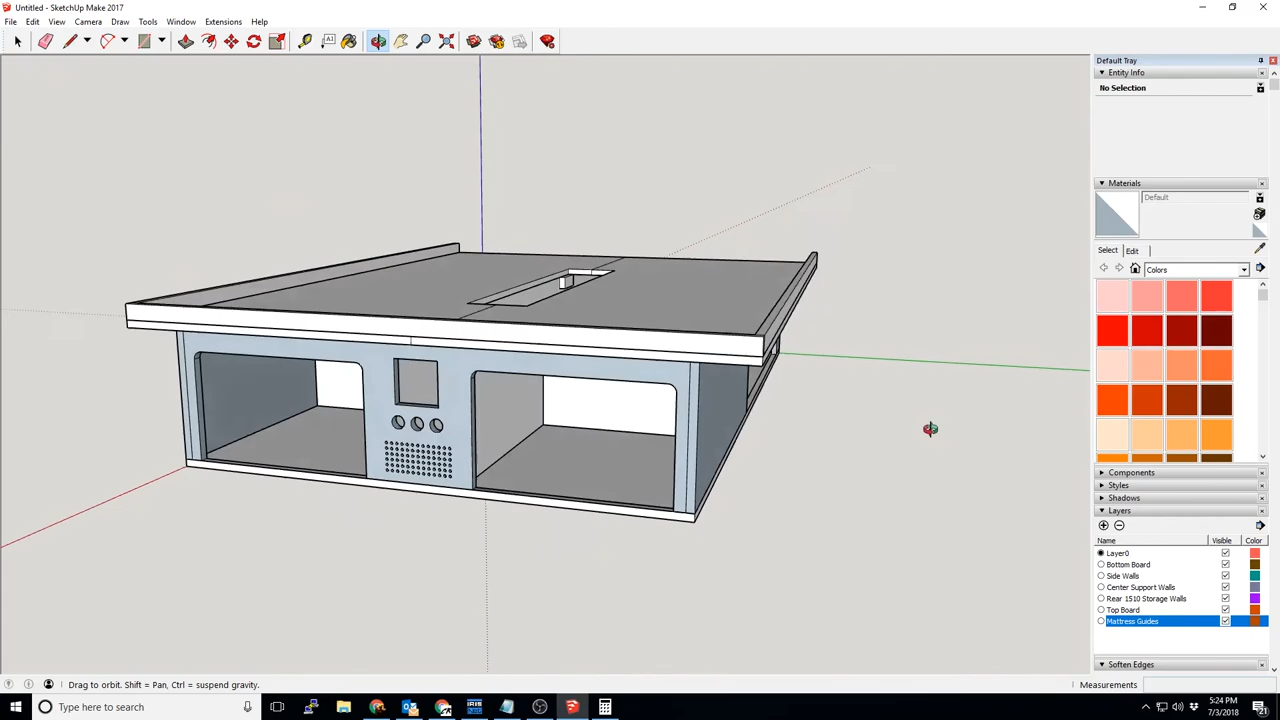 Untitled - SketchUp Make 2017
File Edit View Camera Draw Tools Window Extensions Help
Default Tray
Entity Info
No Selection
Materials
Default
Select Edit
Colors
Components
Styles
Shadows
Layers
Name Visible Color
Layer0
Bottom Board
Side Walls
Center Support Walls
Rear 1510 Storage Walls
Top Board
Mattress Guides
Soften Edges
Drag to orbit. Shift = Pan, Ctrl = suspend gravity.
Measurements
Type here to search
5:24 PM
7/3/2018
21